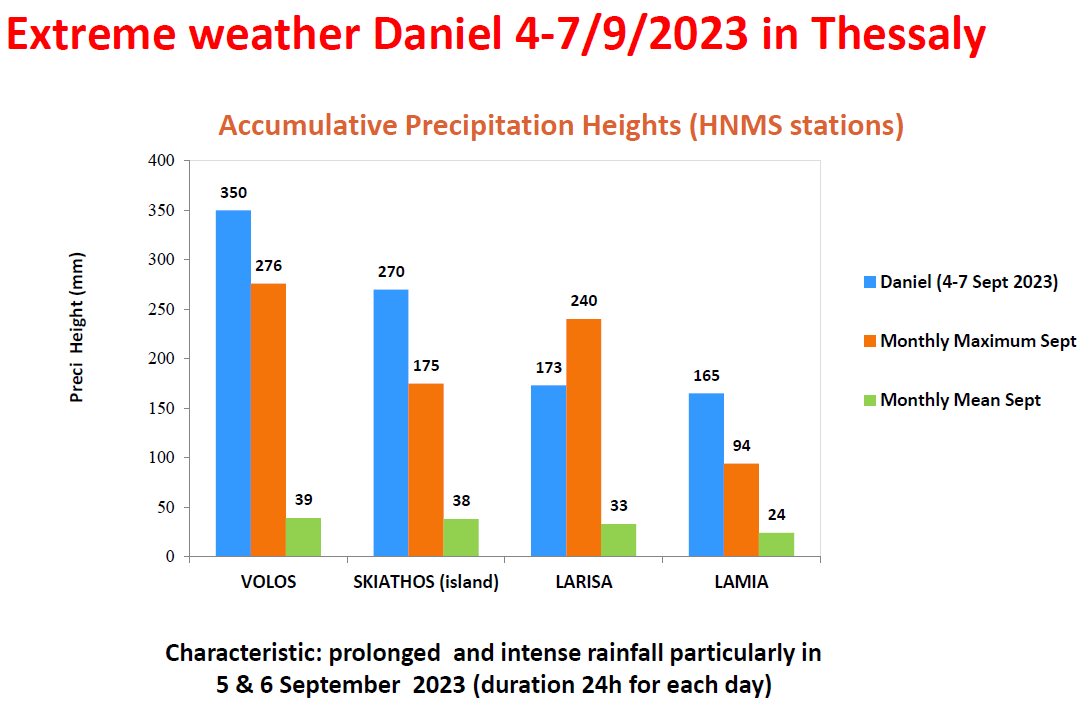 Extreme weather Daniel 4-7/9/2023 in Thessaly
Accumulative Precipitation Heights (HNMS stations)
Preci Height (mm)
400
350
300
250
200
150
100
50
0
350
276
39
270
175
38
173
240
33
165
94
24
VOLOS
SKIATHOS (island)
LARISA
LAMIA
Daniel (4-7 Sept 2023)
Monthly Maximum Sept
Monthly Mean Sept
Characteristic: prolonged and intense rainfall particularly in
5 & 6 September 2023 (duration 24h for each day)